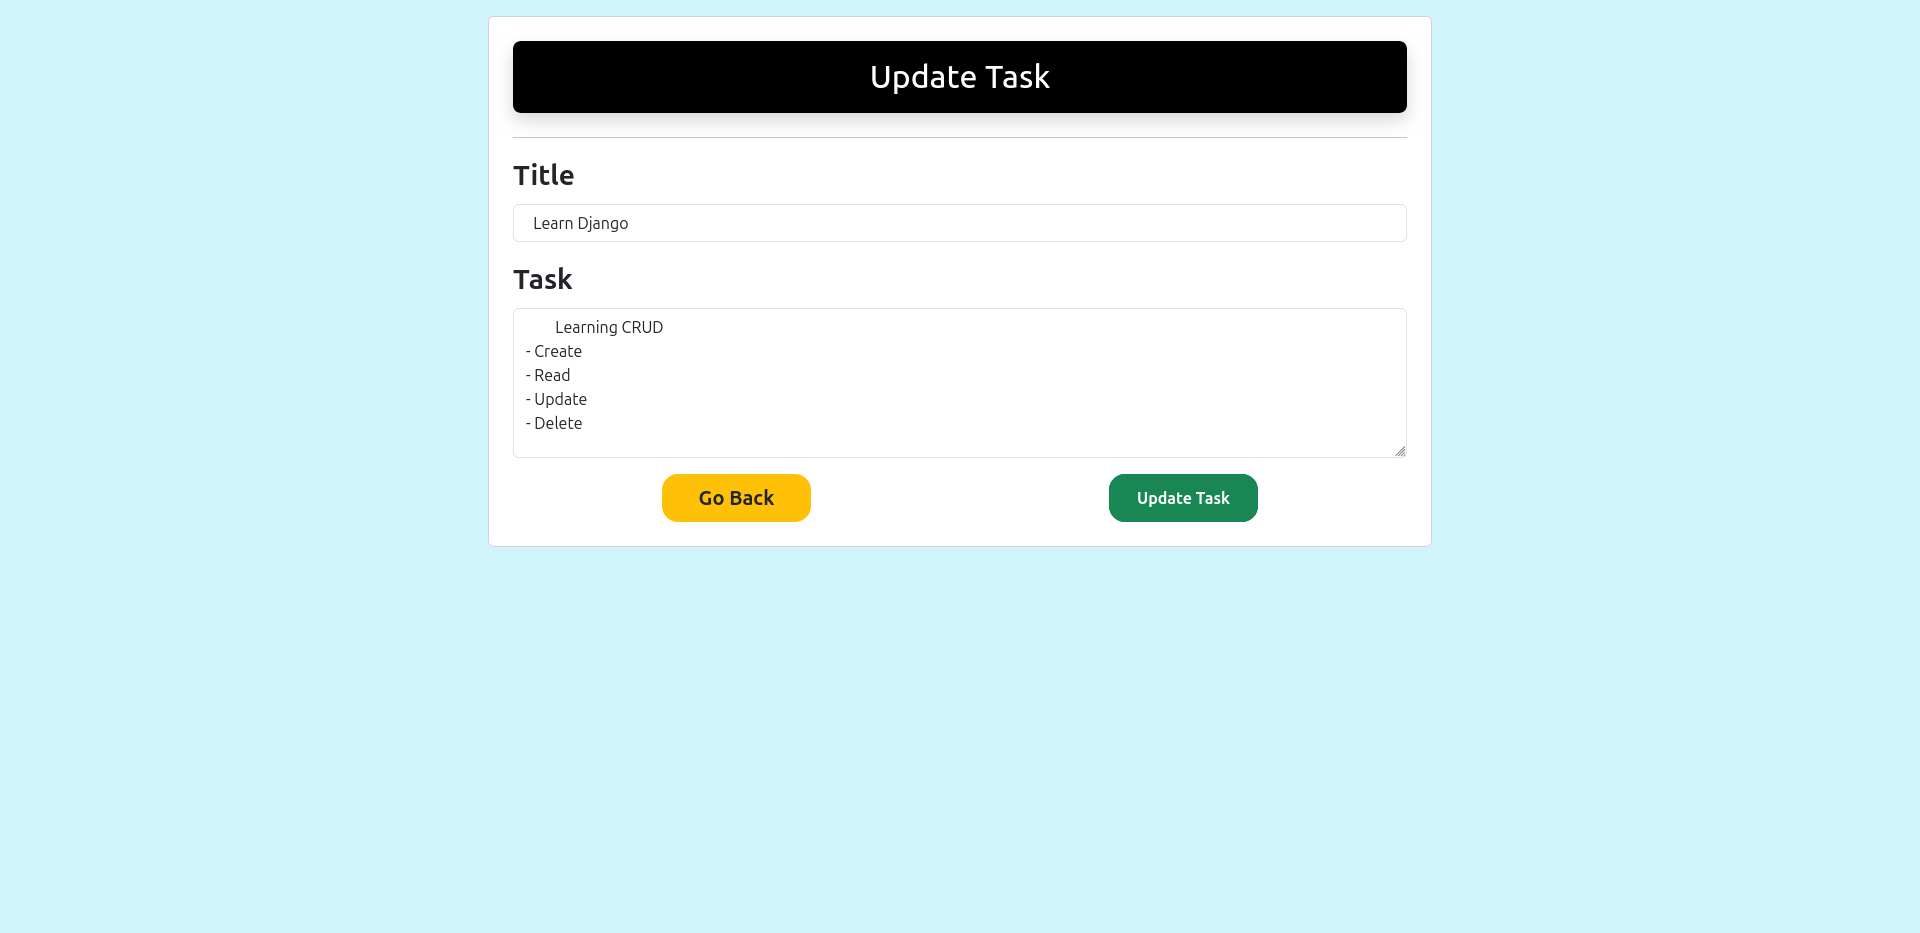 Update Task
Title
Learn Django
Task
Learning CRUD
- Create
- Read
- Update
- Delete
Go Back
Update Task